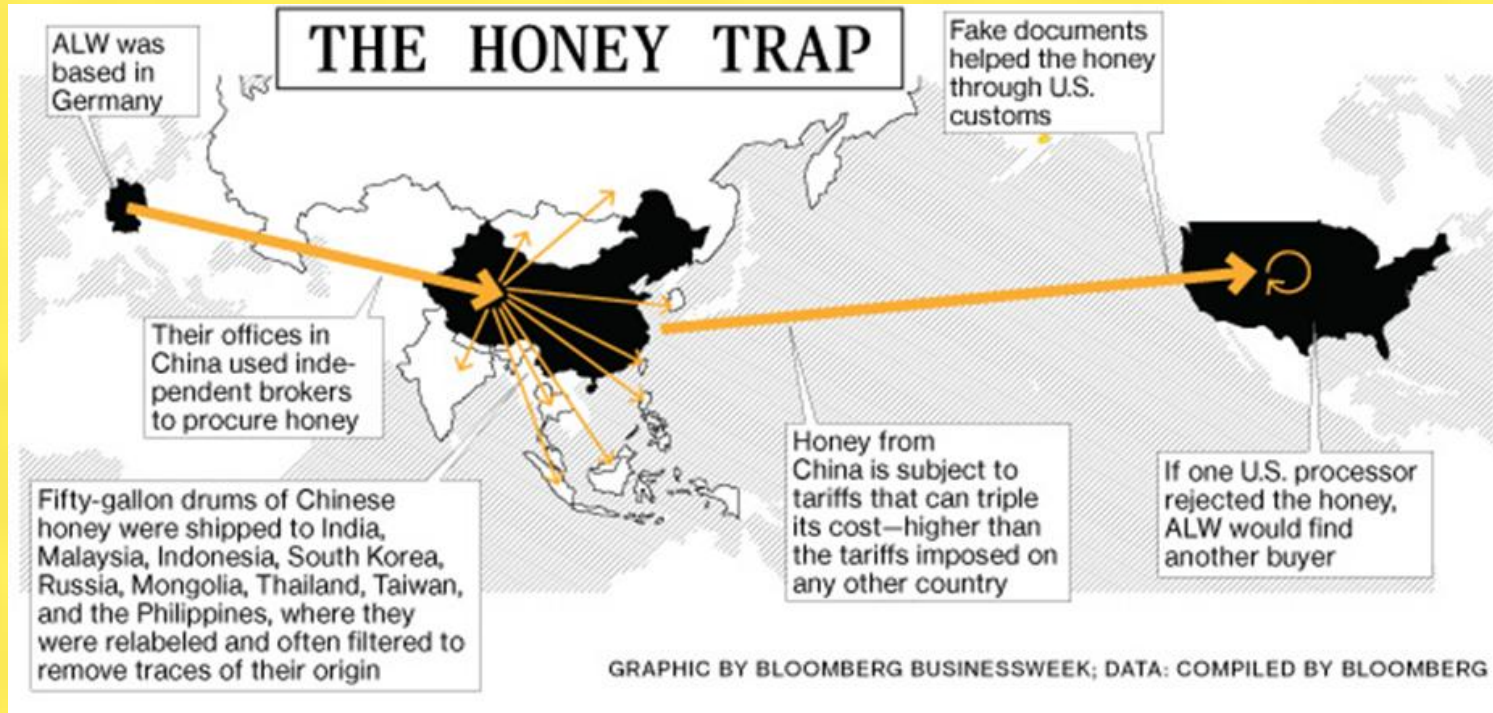 THE HONEY TRAP
ALW was
based in
Germany
Fake documents
helped the honey
through U.S.
customs
Their offices in
China used inde-
pendent brokers
to procure honey
Fifty-gallon drums of Chinese
honey were shipped to India,
Malaysia, Indonesia, South Korea,
Russia, Mongolia, Thailand, Taiwan,
and the Philippines, where they
were relabeled and often filtered to
remove traces of their origin
Honey from
China is subject to
tariffs that can triple
its cost—higher than
the tariffs imposed on
any other country
If one U.S. processor
rejected the honey,
ALW would find
another buyer
GRAPHIC BY BLOOMBERG BUSINESSWEEK; DATA: COMPILED BY BLOOMBERG